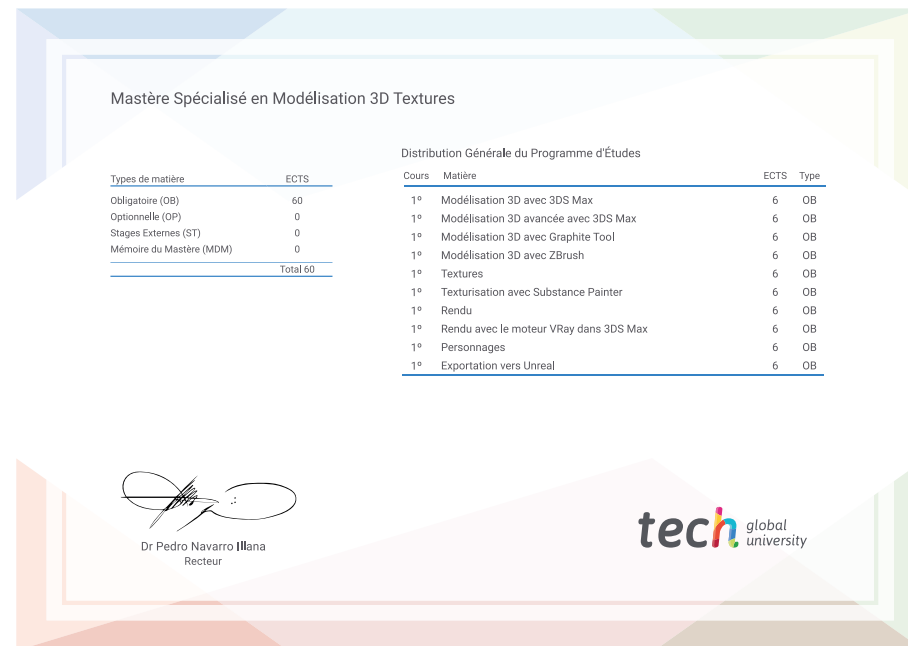 Mastère Spécialisé en Modélisation 3D Textures
Types de matière ECTS
Obligatoire (OB) 60
Optionnelle (OP) 0
Stages Externes (ST) 0
Mémoire du Mastère (MDM) 0
Total 60
Distribution Générale du Programme d'Études
Cours Matière ECTS Type
1º Modélisation 3D avec 3DS Max 6 OB
1º Modélisation 3D avancée avec 3DS Max 6 OB
1º Modélisation 3D avec Graphite Tool 6 OB
1º Modélisation 3D avec ZBrush 6 OB
1º Textures 6 OB
1º Texturisation avec Substance Painter 6 OB
1º Rendu 6 OB
1º Rendu avec le moteur VRay dans 3DS Max 6 OB
1º Personnages 6 OB
1º Exportation vers Unreal 6 OB
Dr Pedro Navarro Illana
Recteur
tech global
university